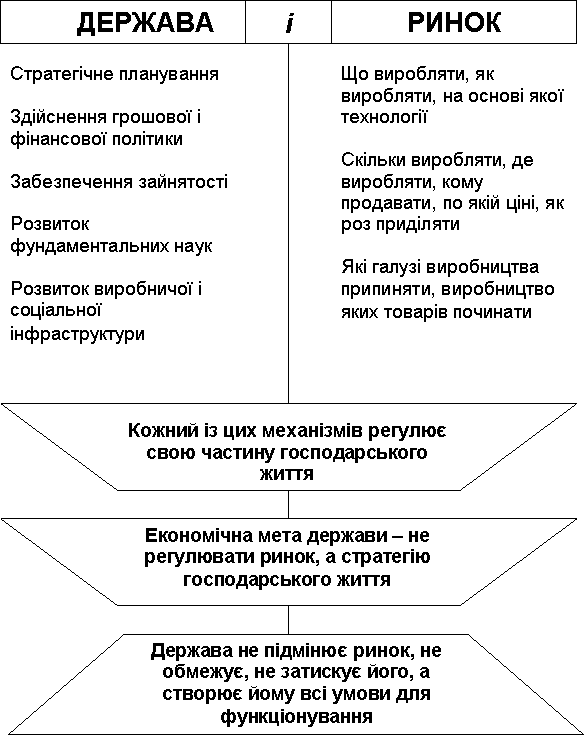 ДЕРЖАВА і РИНОК
Стратегічне планування
Здійснення грошової і
фінансової політики
Забезпечення зайнятості
Розвиток
фундаментальних наук
Розвиток виробничої і
соціальної
інфраструктури
Що виробляти, як
виробляти, на основі якої
технології
Скільки виробляти, де
виробляти, кому
продавати, по якій ціні, як
роз приділяти
Які галузі виробництва
припиняти, виробництво
яких товарів починати
Кожний із цих механізмів регулює
свою частину господарського
життя
Економічна мета держави – не
регулювати ринок, а стратегію
господарського життя
Держава не підмінює ринок, не
обмежує, не затискує його, а
створює йому всі умови для
функціонування